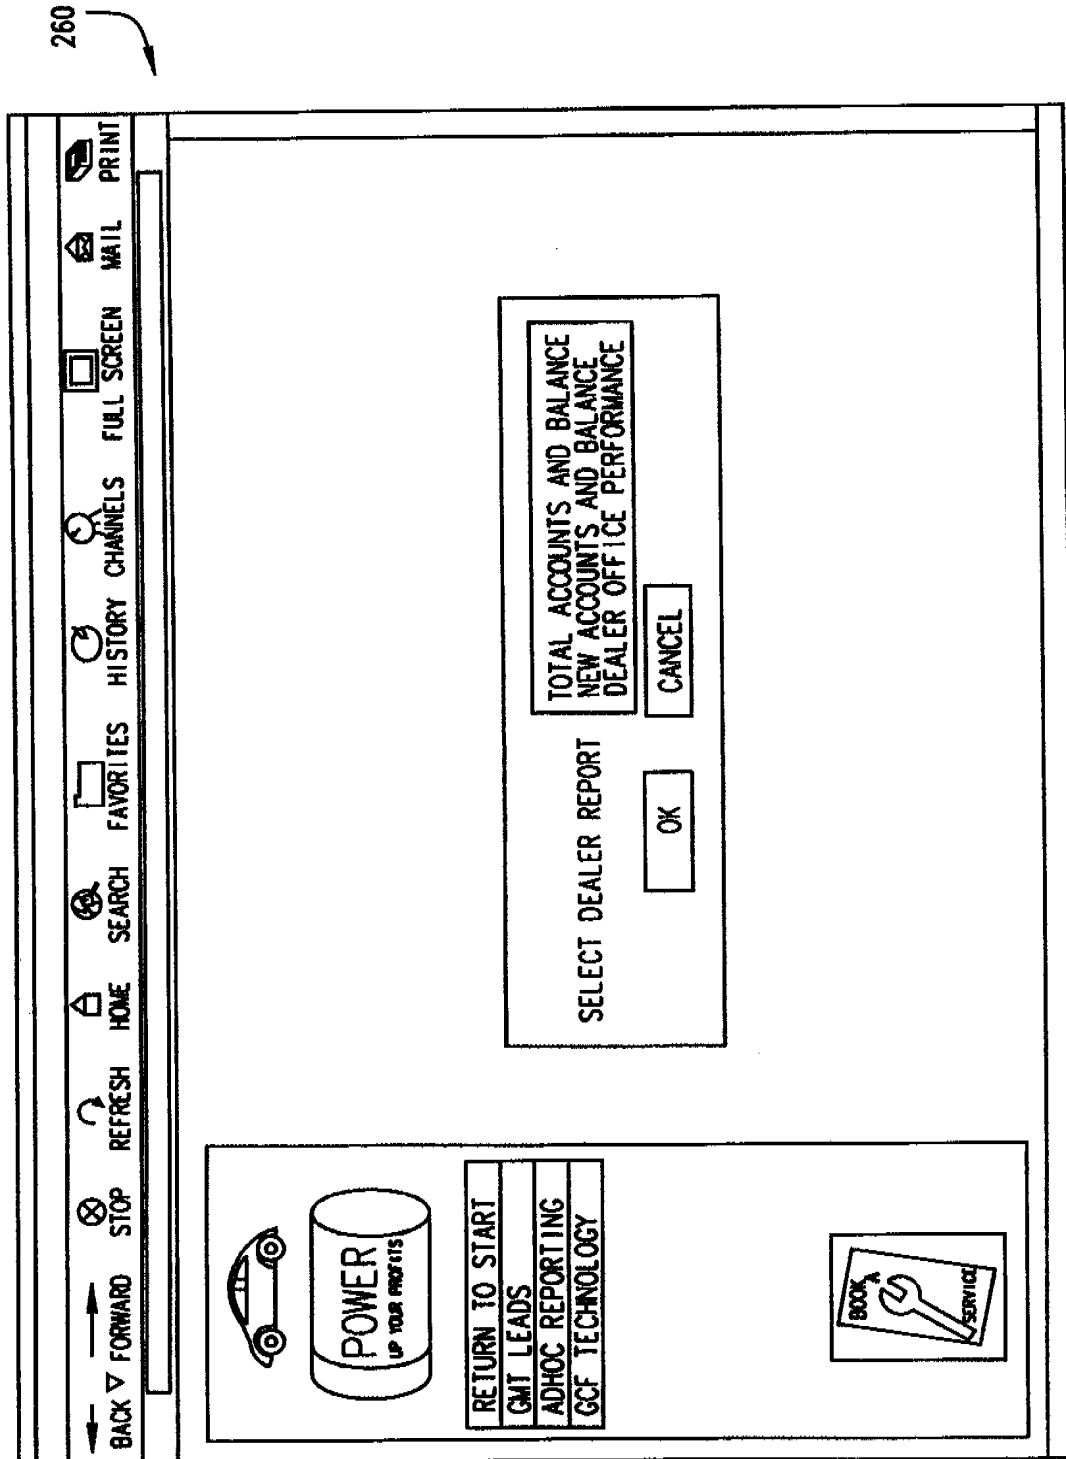 260
BACK ▽ FORWARD STOP REFRESH HOME SEARCH FAVORITES HISTORY CHANNELS FULL SCREEN MAIL PRINT
POWER
UP YOUR PROFITS!
RETURN TO START
GMT LEADS
ADHOC REPORTING
GCF TECHNOLOGY
BOOK
A
SERVICE
SELECT DEALER REPORT
TOTAL ACCOUNTS AND BALANCE
NEW ACCOUNTS AND BALANCE
DEALER OFFICE PERFORMANCE
OK
CANCEL